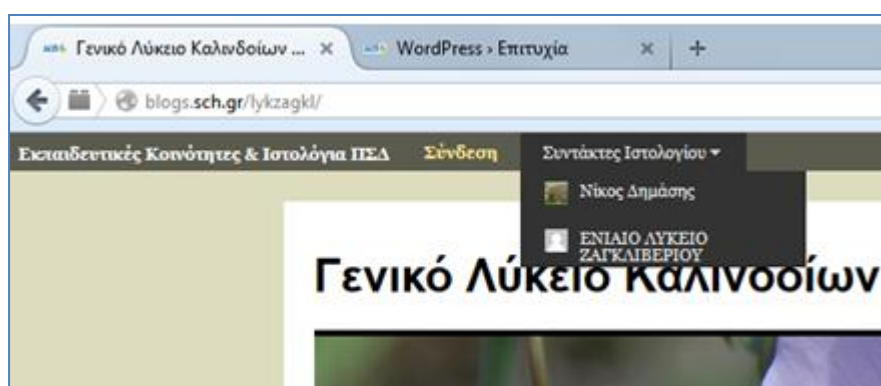 Γενικό Λύκειο Καλινδοίων ...
WordPress › Επιτυχία
blogs.sch.gr/lykzagkl/
Εκπαιδευτικές Κοινότητες & Ιστολόγια ΠΣΔ Σύνδεση Συντάκτες Ιστολογίου
Νίκος Δημάσης
ΕΝΙΑΙΟ ΛΥΚΕΙΟ
ΖΑΓΚΛΙΒΕΡΙΟΥ
Γενικό Λύκειο Καλινδοίων